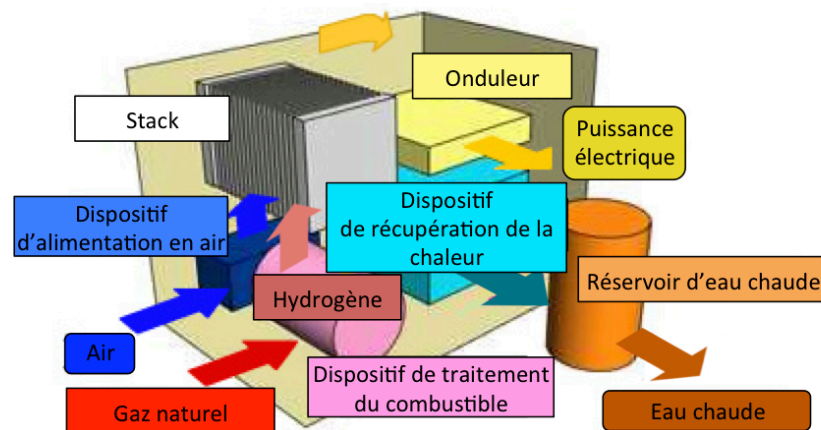 Onduleur
Stack
Puissance
électrique
Dispositif
d'alimentation en air
Dispositif
de récupération de la
chaleur
Réservoir d'eau chaude
Hydrogène
Air
Dispositif de traitement
du combustible
Gaz naturel
Eau chaude